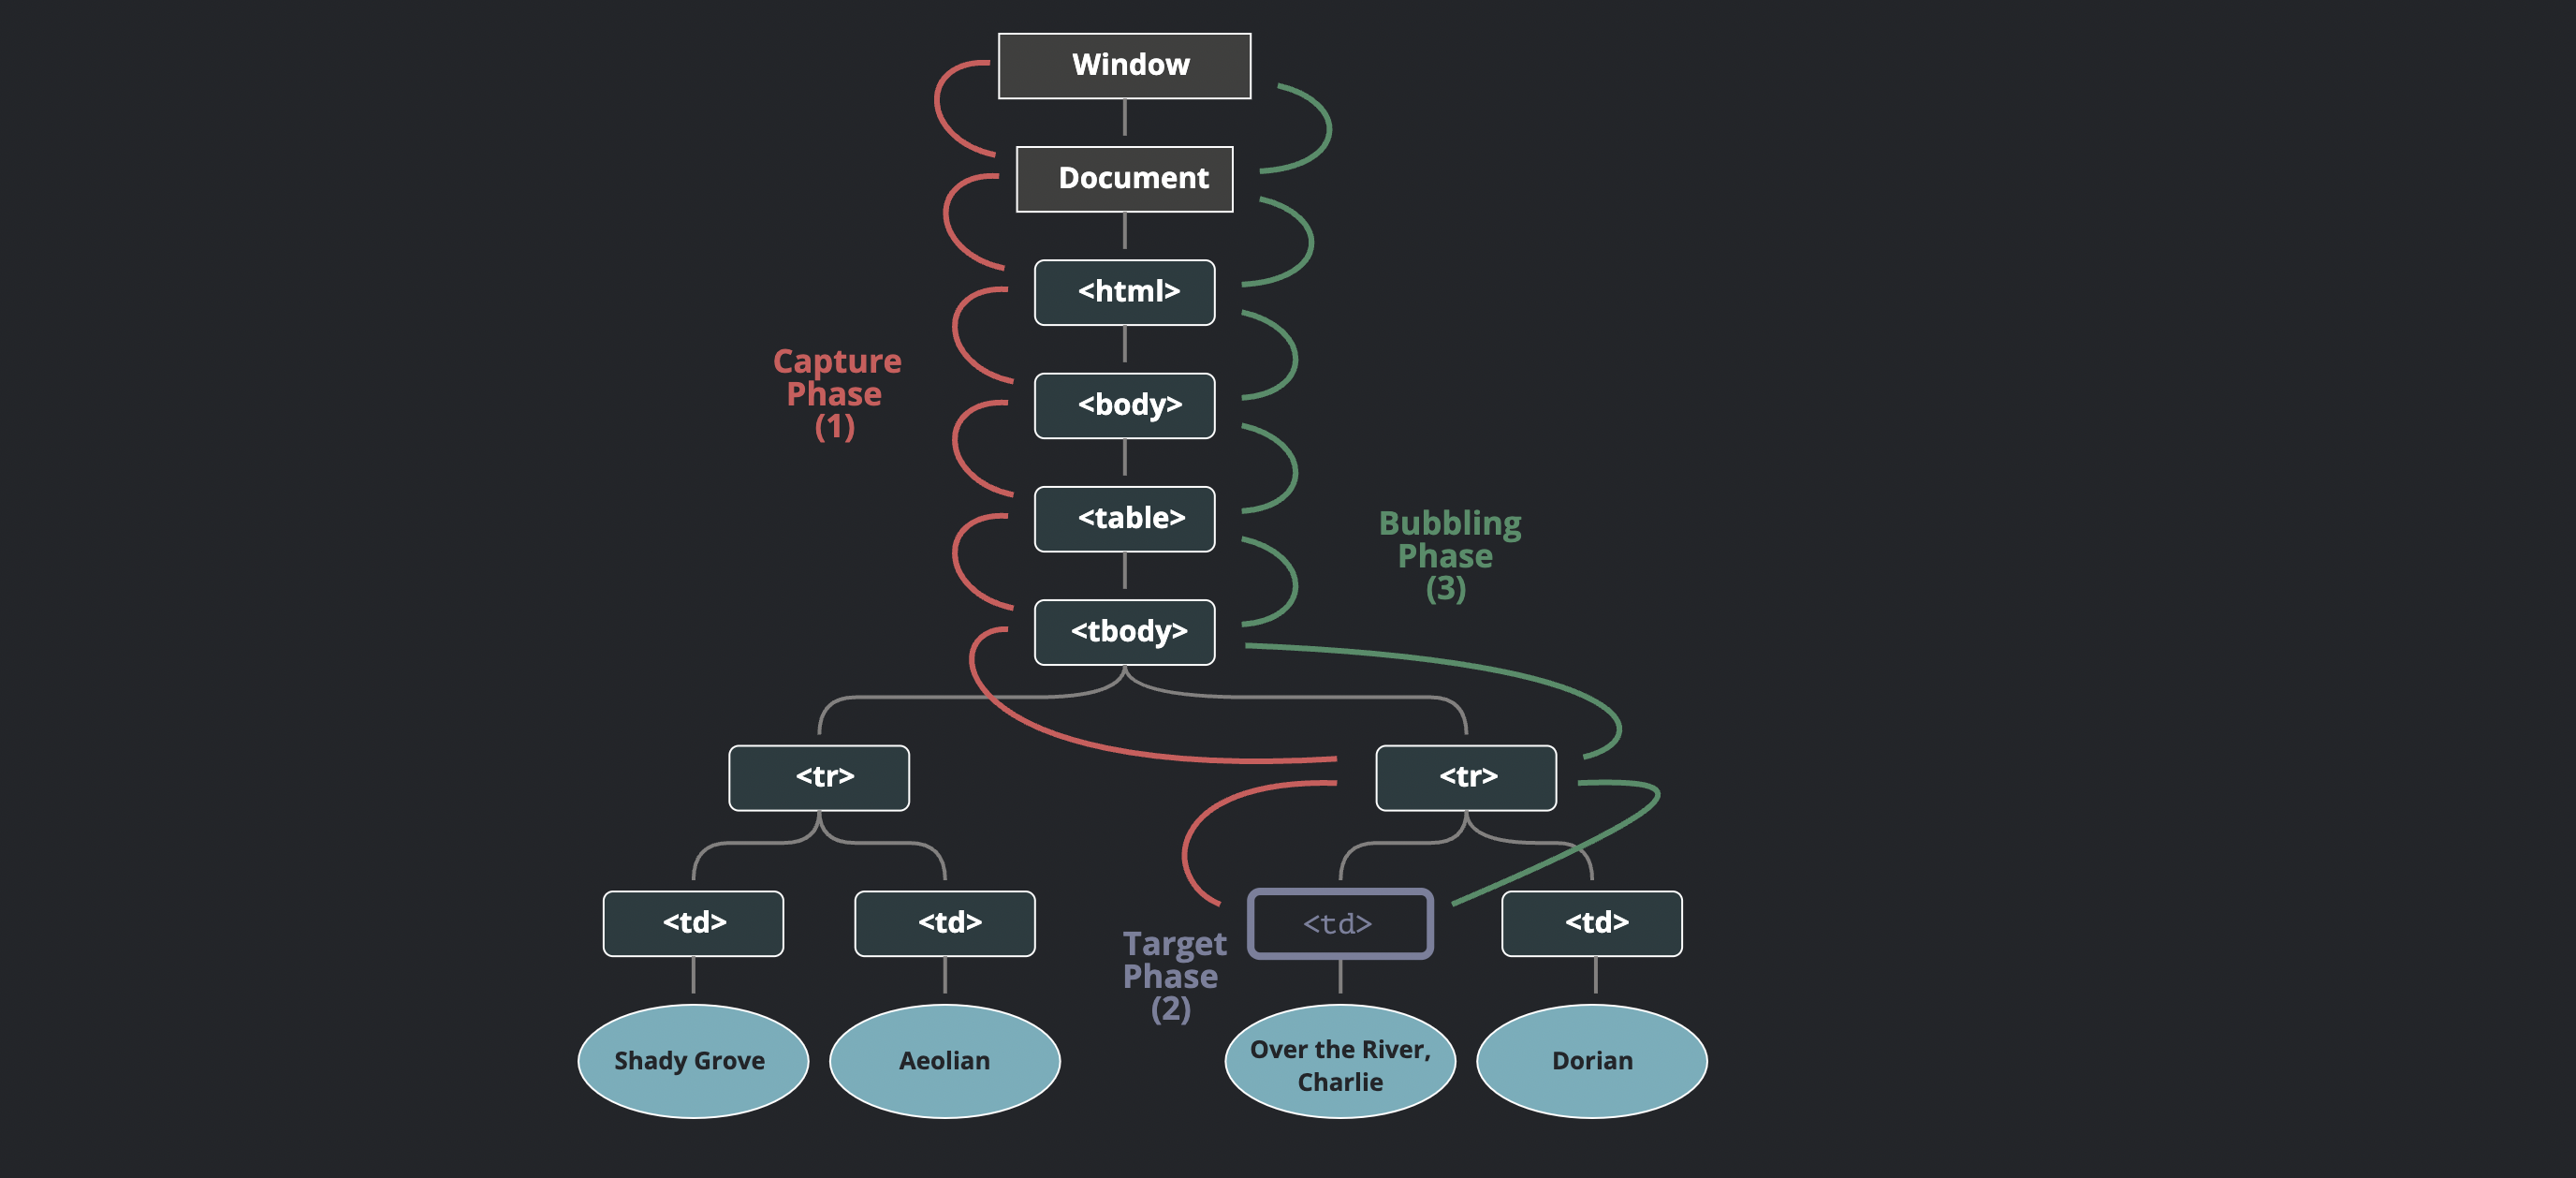 Window
Document
<html>
Capture
Phase
(1)
<body>
<table>
Bubbling
Phase
(3)
<tbody>
<tr>
<tr>
<td>
<td>
<td>
<td>
Target
Phase
(2)
Shady Grove
Aeolian
Over the River,
Charlie
Dorian